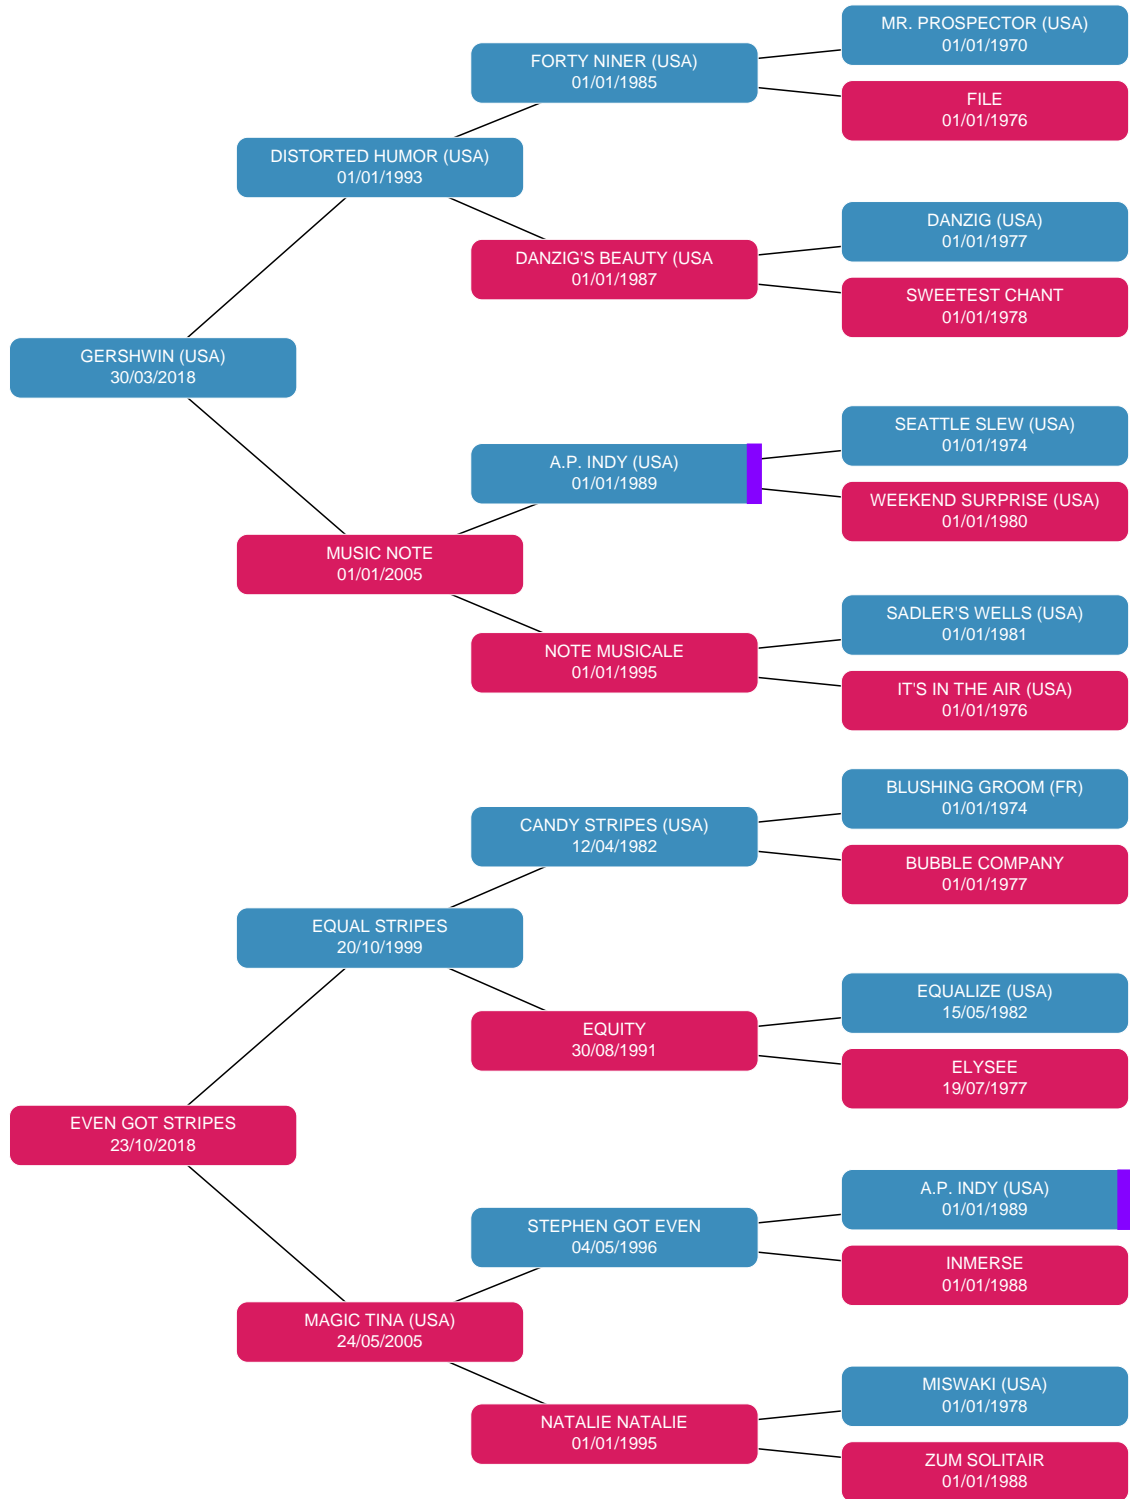 MR. PROSPECTOR (USA)
01/01/1970
FORTY NINER (USA)
01/01/1985
FILE
01/01/1976
DISTORTED HUMOR (USA)
01/01/1993
DANZIG (USA)
01/01/1977
DANZIG'S BEAUTY (USA
01/01/1987
SWEETEST CHANT
01/01/1978
GERSHWIN (USA)
30/03/2018
SEATTLE SLEW (USA)
01/01/1974
A.P. INDY (USA)
01/01/1989
WEEKEND SURPRISE (USA)
01/01/1980
MUSIC NOTE
01/01/2005
SADLER'S WELLS (USA)
01/01/1981
NOTE MUSICALE
01/01/1995
IT'S IN THE AIR (USA)
01/01/1976
BLUSHING GROOM (FR)
01/01/1974
CANDY STRIPES (USA)
12/04/1982
BUBBLE COMPANY
01/01/1977
EQUAL STRIPES
20/10/1999
EQUALIZE (USA)
15/05/1982
EQUITY
30/08/1991
ELYSEE
19/07/1977
EVEN GOT STRIPES
23/10/2018
A.P. INDY (USA)
01/01/1989
STEPHEN GOT EVEN
04/05/1996
INMERSE
01/01/1988
MAGIC TINA (USA)
24/05/2005
MISWAKI (USA)
01/01/1978
NATALIE NATALIE
01/01/1995
ZUM SOLITAIR
01/01/1988